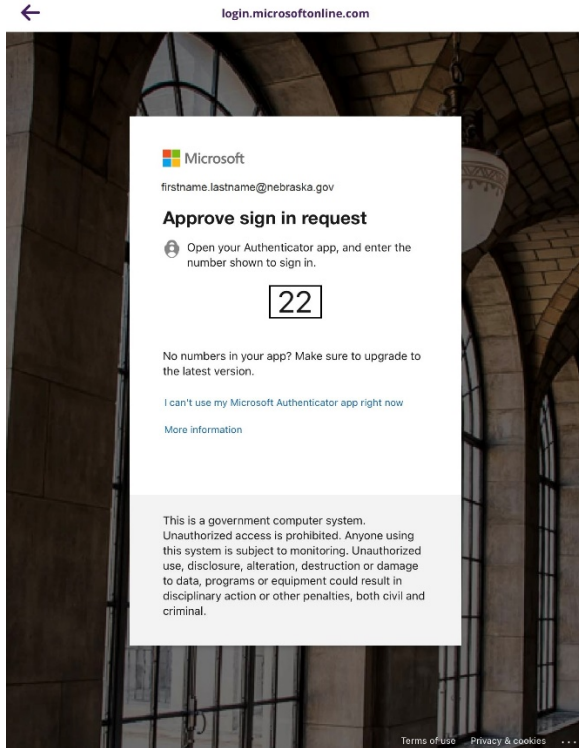 login.microsoftonline.com
Microsoft
firstname.lastname@nebraska.gov
Approve sign in request
Open your Authenticator app, and enter the
number shown to sign in.
22
No numbers in your app? Make sure to upgrade to
the latest version.
I can't use my Microsoft Authenticator app right now
More information
This is a government computer system.
Unauthorized access is prohibited. Anyone using
this system is subject to monitoring. Unauthorized
use, disclosure, alteration, destruction or damage
to data, programs or equipment could result in
disciplinary action or other penalties, both civil and
criminal.
Terms of use Privacy & cookies ...